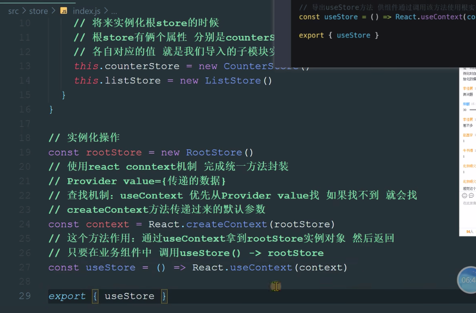 src > store > index.js > ...
// 导出useStore方法 供组件通过调用该方法使用根实
const useStore = () => React.useContext(co
export { useStore }
10 // 将来实例化根store的时候
// 根store有俩个属性 分别是counterS
// 各自对应的值 就是我们导入的子模块实
13 this.counterStore = new CounterStore()
14 this.listStore = new ListStore()
15 }
16 }
17
18 // 实例化操作
19 const rootStore = new RootStore()
20 // 使用react conntext机制 完成统一方法封装
21 // Provider value={传递的数据}
22 // 查找机制: useContext 优先从Provider value找 如果找不到 就会找
23 // createContext方法传递过来的默认参数
24 const context = React.createContext(rootStore)
25 // 这个方法作用: 通过useContext拿到rootStore实例对象 然后返回
26 // 只要在业务组件中 调用useStore() -> rootStore
27 const useStore = () => React.useContext(context)
28
29 export { useStore }